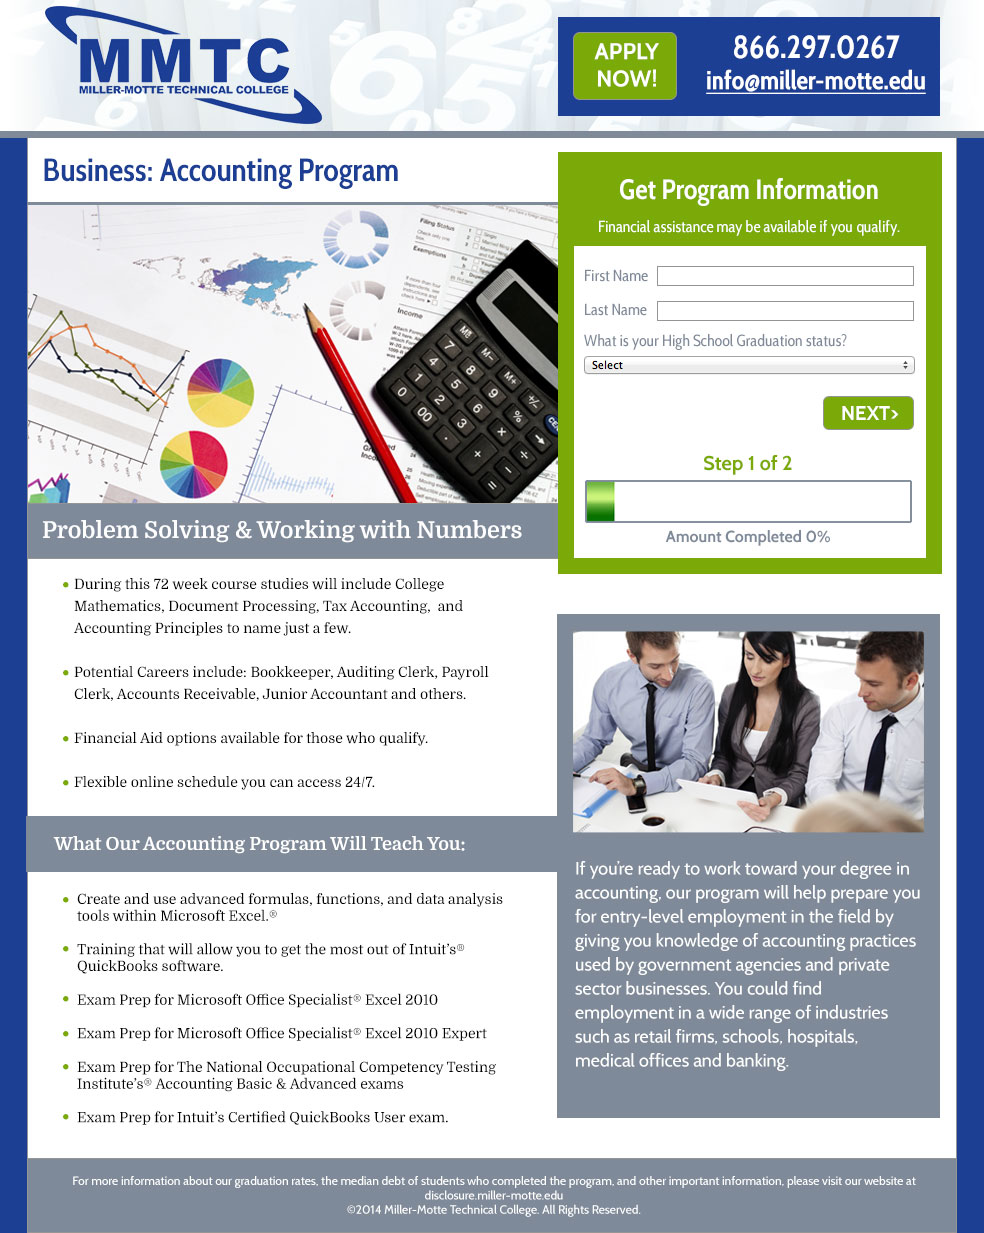 MMTC
MILLER-MOTTE TECHNICAL COLLEGE
APPLY
NOW!
866.297.0267
info@miller-motte.edu
Business: Accounting Program
Get Program Information
Financial assistance may be available if you qualify.
First Name
Last Name
What is your High School Graduation status?
Select
NEXT>
Step 1 of 2
Amount Completed 0%
Problem Solving & Working with Numbers
• During this 72 week course studies will include College
Mathematics, Document Processing, Tax Accounting, and
Accounting Principles to name just a few.
• Potential Careers include: Bookkeeper, Auditing Clerk, Payroll
Clerk, Accounts Receivable, Junior Accountant and others.
• Financial Aid options available for those who qualify.
• Flexible online schedule you can access 24/7.
What Our Accounting Program Will Teach You:
• Create and use advanced formulas, functions, and data analysis
tools within Microsoft Excel.®
• Training that will allow you to get the most out of Intuit's®
QuickBooks software.
• Exam Prep for Microsoft Office Specialist® Excel 2010
• Exam Prep for Microsoft Office Specialist® Excel 2010 Expert
• Exam Prep for The National Occupational Competency Testing
Institute's® Accounting Basic & Advanced exams
• Exam Prep for Intuit's Certified QuickBooks User exam.
If you're ready to work toward your degree in
accounting, our program will help prepare you
for entry-level employment in the field by
giving you knowledge of accounting practices
used by government agencies and private
sector businesses. You could find
employment in a wide range of industries
such as retail firms, schools, hospitals,
medical offices and banking.
For more information about our graduation rates, the median debt of students who completed the program, and other important information, please visit our website at
disclosure.miller-motte.edu
©2014 Miller-Motte Technical College. All Rights Reserved.